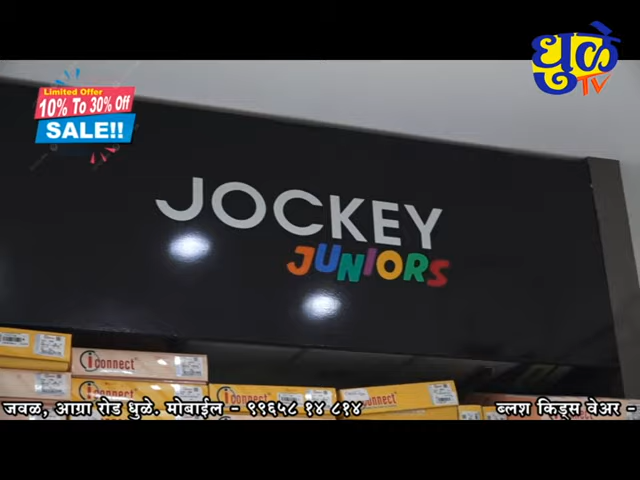 धुळे
TV
Limited Offer
10% To 30% Off
SALE!!
JOCKEY
JUNIORS
iconnect
iconnect
iconnect
जवळ, आग्रा रोड धुळे. मोबाईल - ९९६५८ १४ ८१४ ब्लश किड्स वेअर -